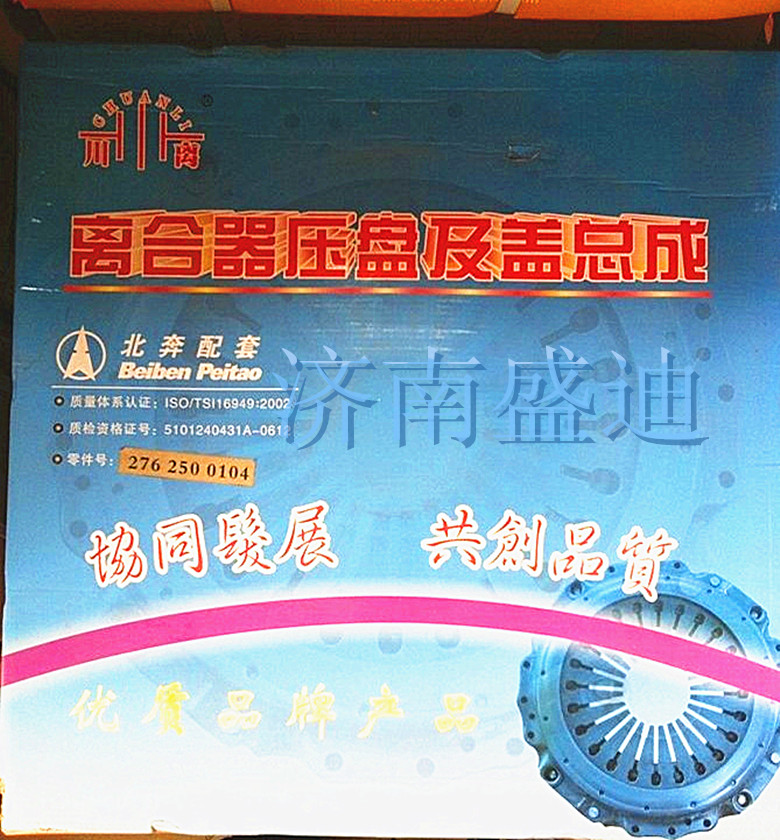 CHUANLI®
川离
离合器压盘及盖总成
北奔配套
Beiben Peitao
质量体系认证：ISO/TSI16949:2002
质检资格证号：5101240431A-0612
零件号：276 250 0104
济南盛迪
協同發展 共創品質
优质品牌产品